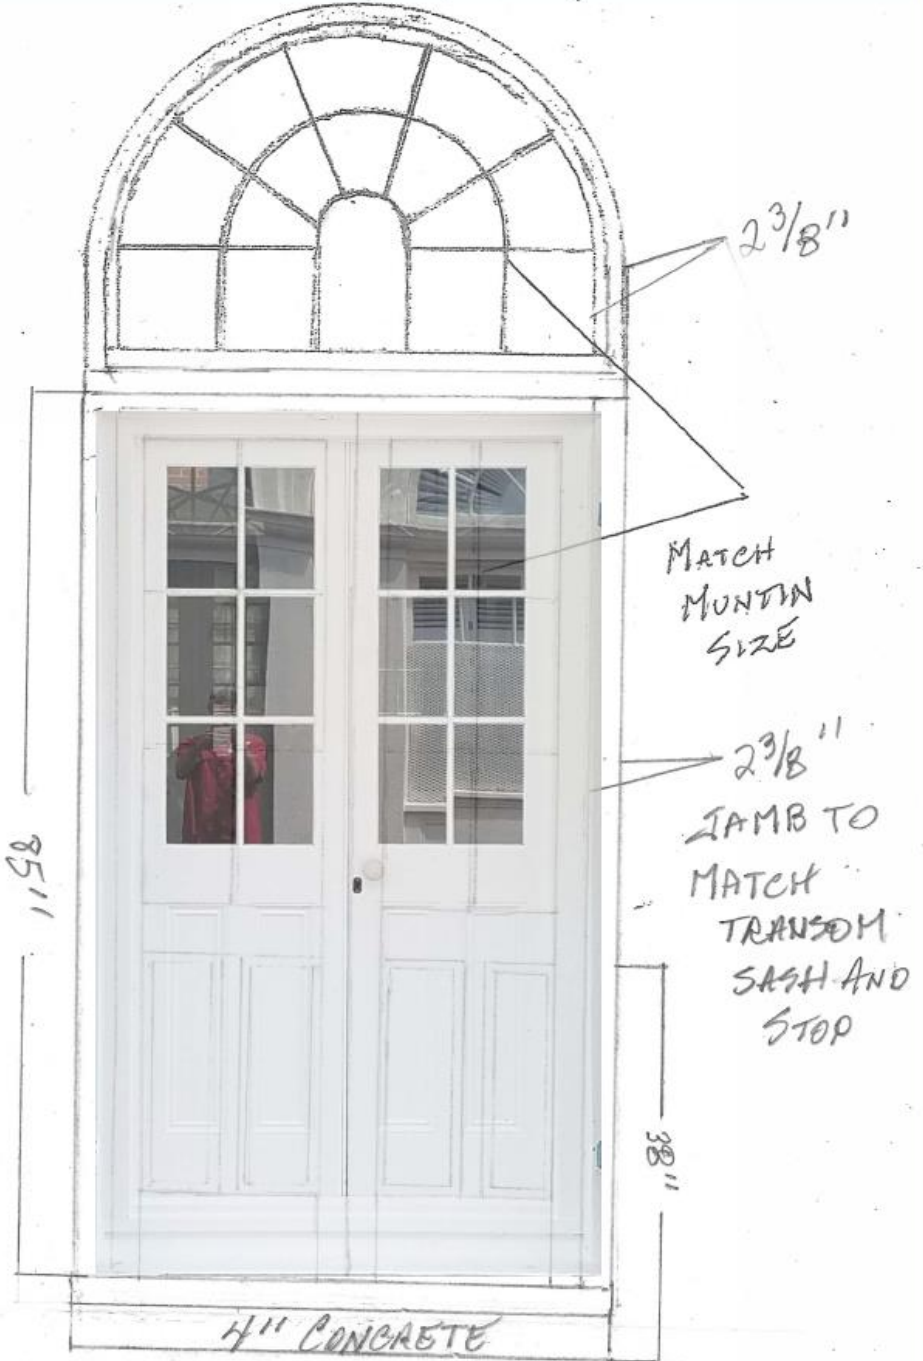 2 3/8"
MATCH
MUNTIN
SIZE
2 3/8"
JAMB TO
MATCH
TRANSOM
SASH AND
STOP
85"
38"
4" CONCRETE